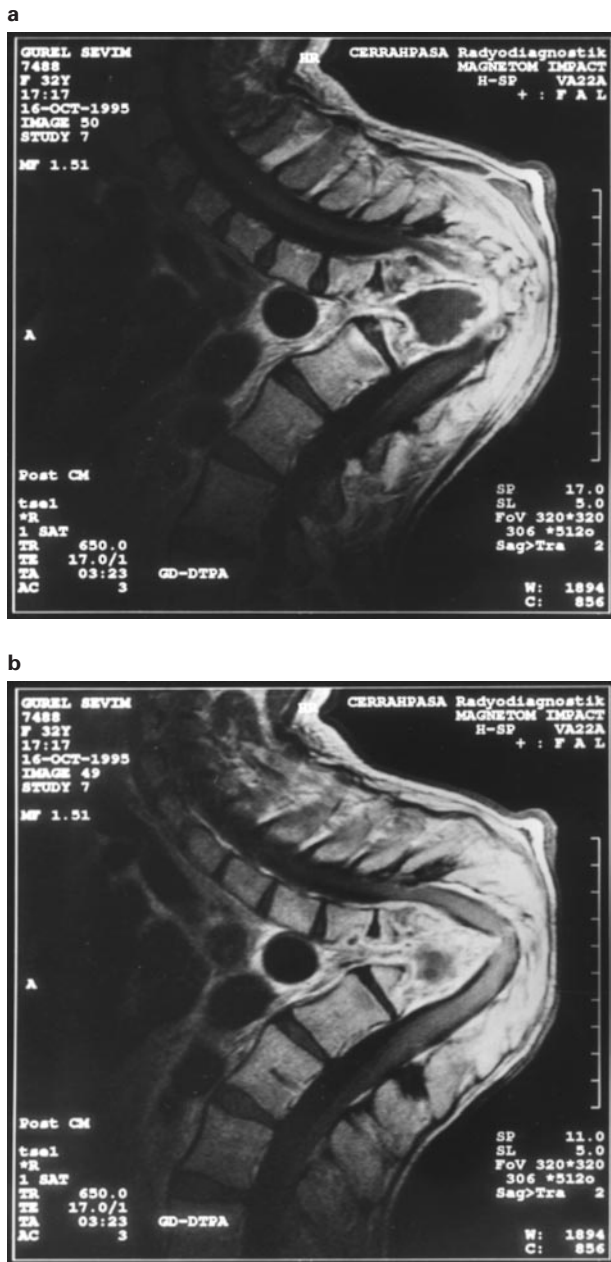 a
GUREL SEVIM
7488
F 32Y
17:17
16-OCT-1995
IMAGE 50
STUDY 7
MF 1.51
HR
CERRAHPASA Radyodiagnostik
MAGNETOM IMPACT
H-SP VA22A
+ : F A L
A
Post CM
tse1
*R
1 SAT
TR 650.0
TE 17.0/1
TA 03:23
AC 3
GD-DTPA
SP 17.0
SL 5.0
FoV 320*320
306 *512o
Sag>Tra 2
W: 1894
C: 856
b
GUREL SEVIM
7488
F 32Y
17:17
16-OCT-1995
IMAGE 49
STUDY 7
MF 1.51
HR
CERRAHPASA Radyodiagnostik
MAGNETOM IMPACT
H-SP VA22A
+ : F A L
A
Post CM
tse1
*R
1 SAT
TR 650.0
TE 17.0/1
TA 03:23
AC 3
GD-DTPA
SP 11.0
SL 5.0
FoV 320*320
306 *512o
Sag>Tra 2
W: 1894
C: 856